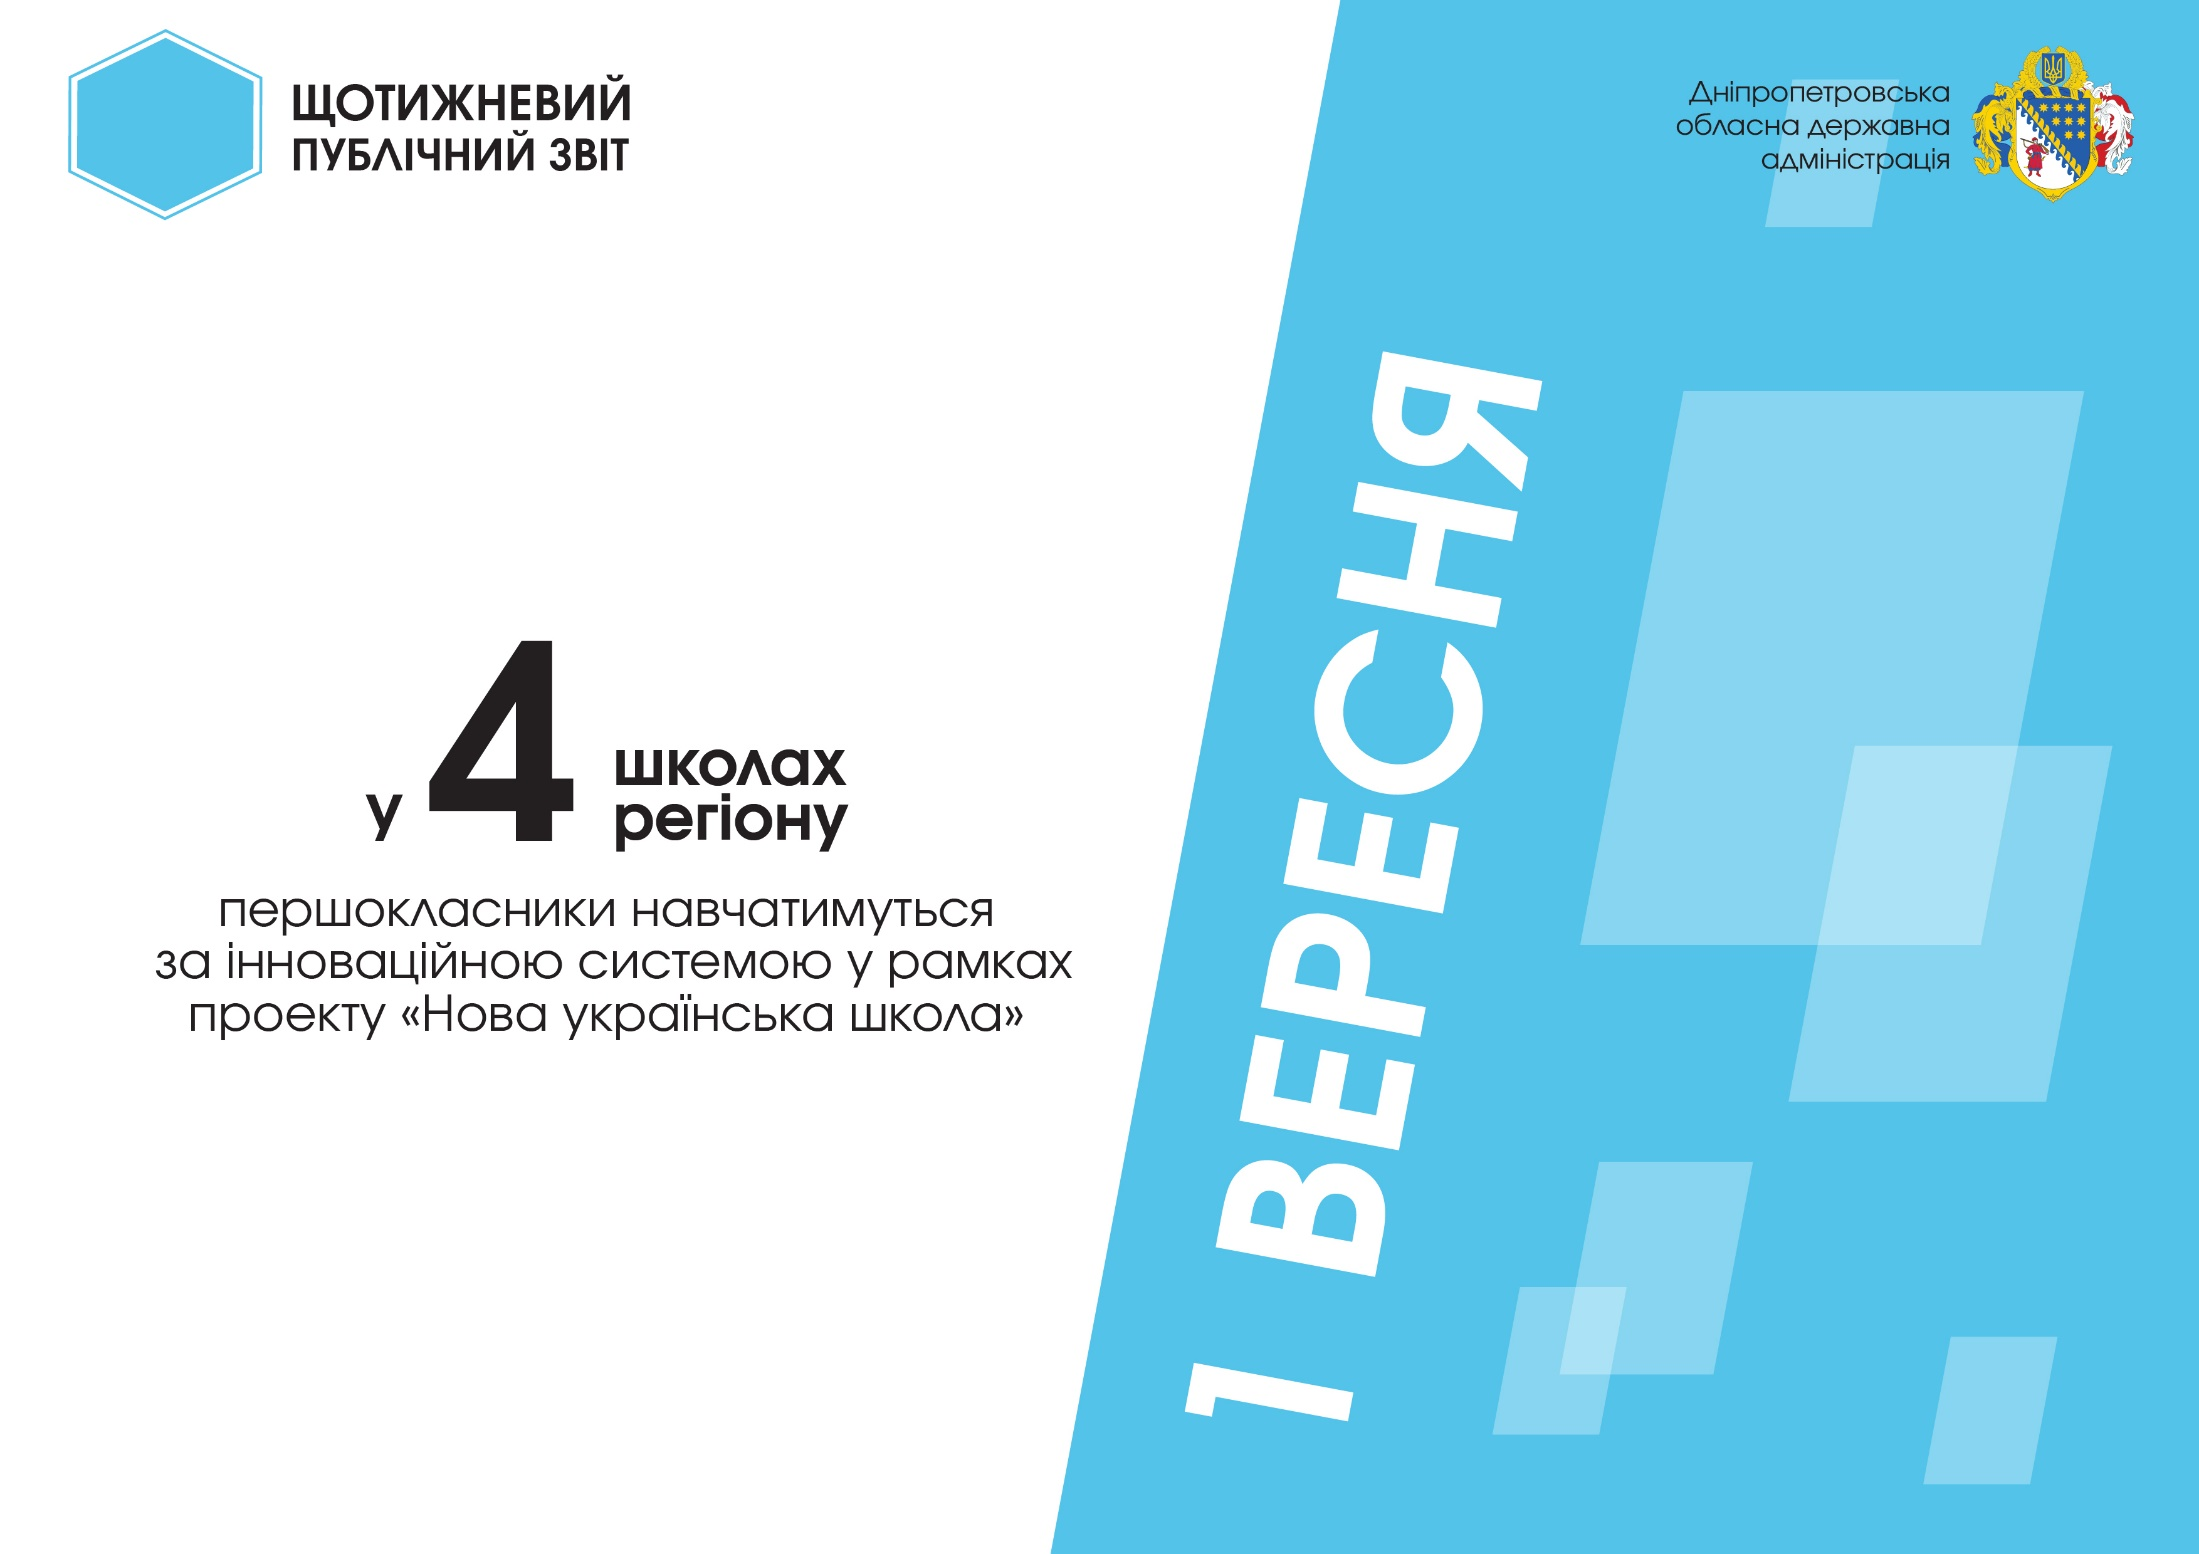 ЩОТИЖНЕВИЙ
ПУБЛІЧНИЙ ЗВІТ
Дніпропетровська
обласна державна
адміністрація
у 4 школах
регіону
першокласники навчатимуться
за інноваційною системою у рамках
проекту «Нова українська школа»
1 ВЕРЕСНЯ